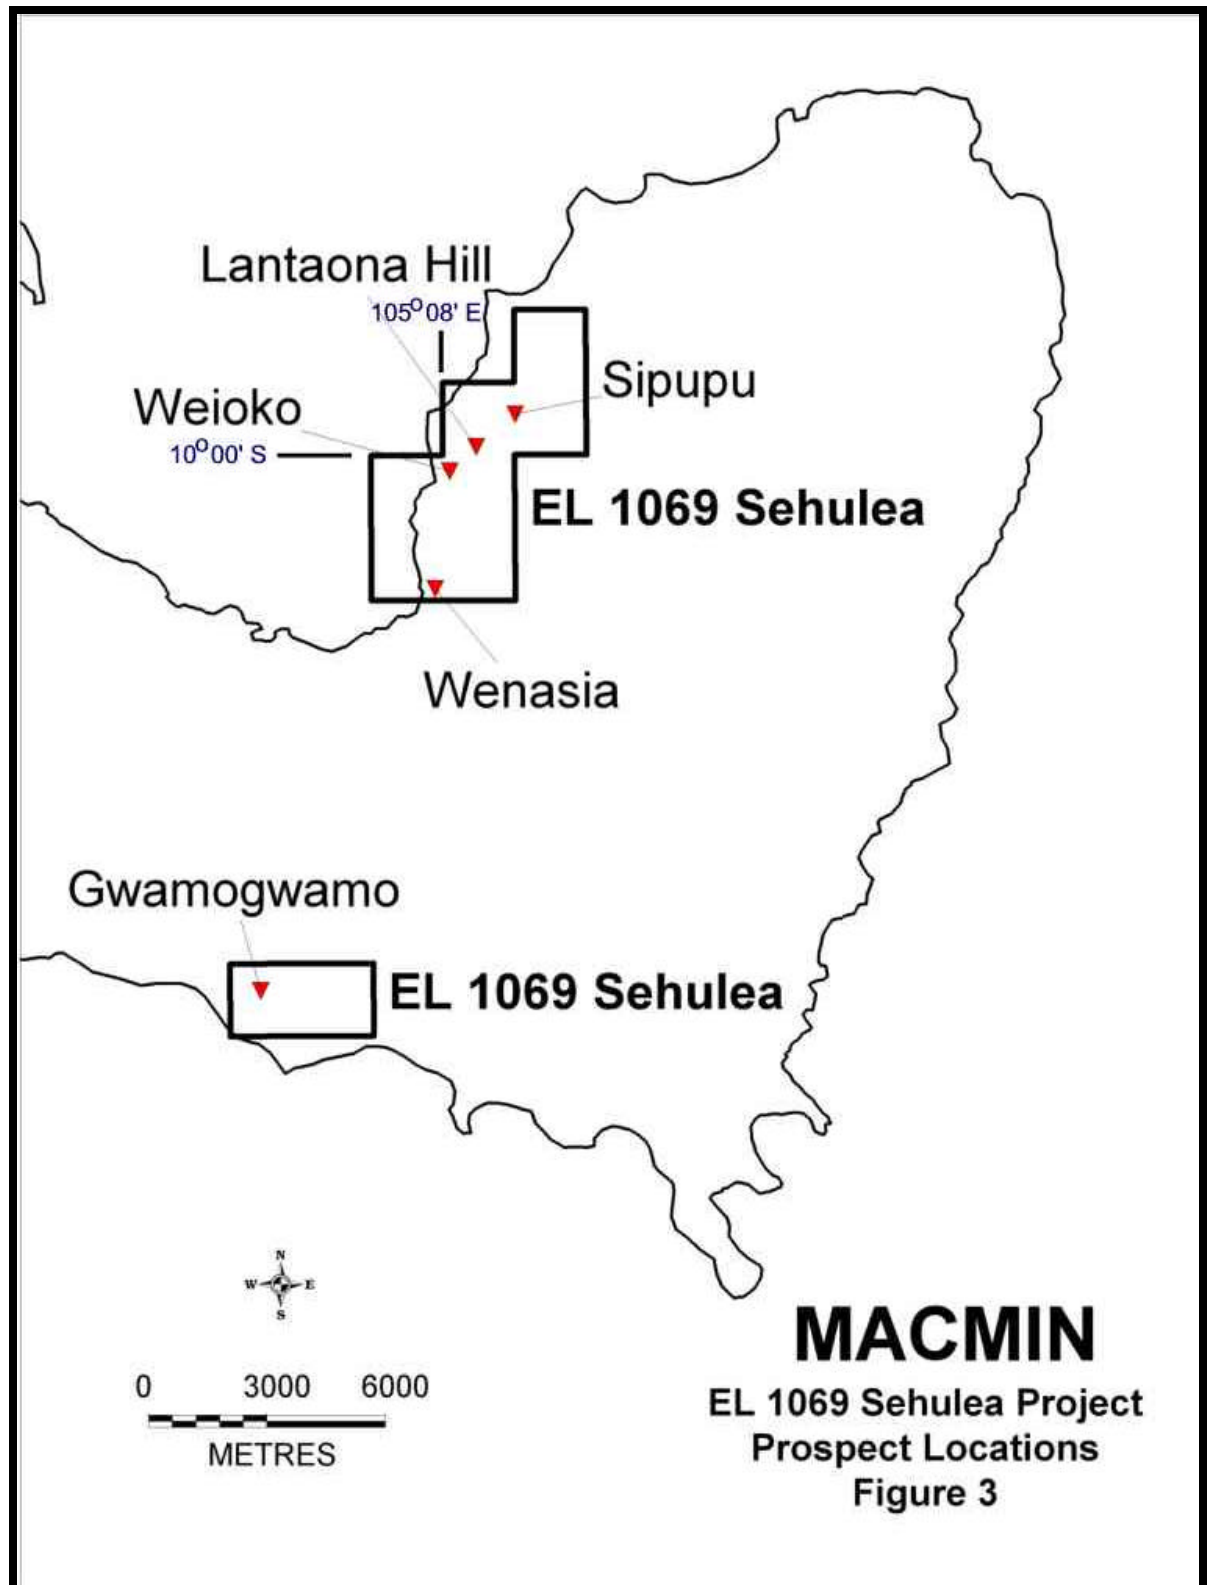 Lantaona Hill
105°08' E
Sipupu
Weioko
10°00' S
EL 1069 Sehulea
Wenasia
Gwamogwamo
EL 1069 Sehulea
N
W E
S
0 3000 6000
METRES
MACMIN
EL 1069 Sehulea Project
Prospect Locations
Figure 3